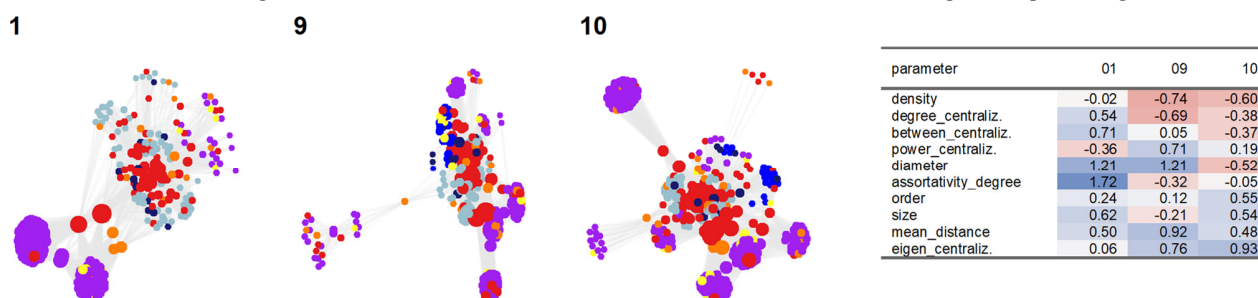 1 9 10
parameter 01 09 10
density -0.02 -0.74 -0.60
degree_centraliz. 0.54 -0.69 -0.38
between_centraliz. 0.71 0.05 -0.37
power_centraliz. -0.36 0.71 0.19
diameter 1.21 1.21 -0.52
assortativity_degree 1.72 -0.32 -0.05
order 0.24 0.12 0.55
size 0.62 -0.21 0.54
mean_distance 0.50 0.92 0.48
eigen_centraliz. 0.06 0.76 0.93